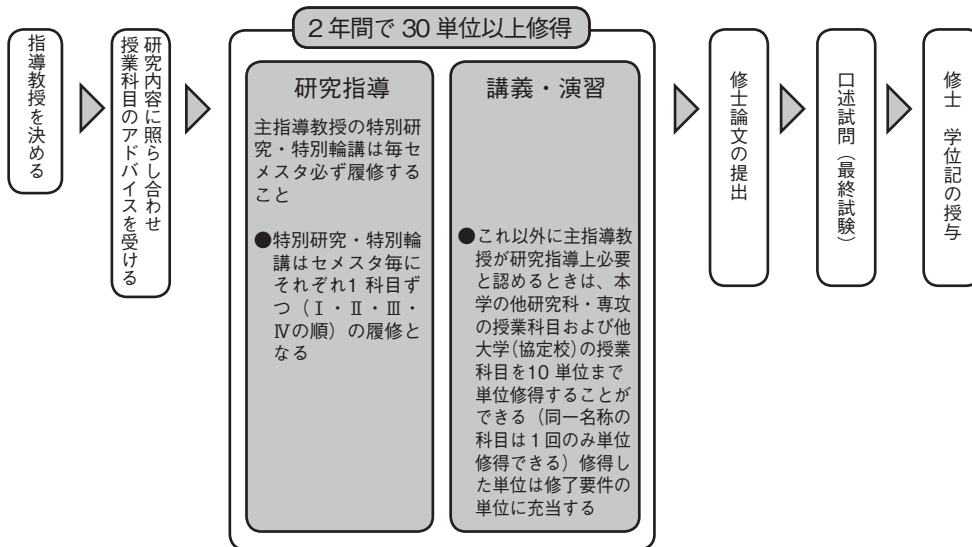 指導教授を決める
研究内容に照らし合わせ
授業科目のアドバイスを受ける
2年間で30単位以上修得
研究指導
主指導教授の特別研
究・特別輪講は毎セ
メスタ必ず履修する
こと
●特別研究・特別輪
講はセメスタ毎に
それぞれ1科目ず
つ(Ⅰ・Ⅱ・Ⅲ・
Ⅳの順)の履修と
なる
講義・演習
●これ以外に主指導教
授が研究指導上必要
と認めるときは、本
学の他研究科・専攻
の授業科目および他
大学(協定校)の授業
科目を10単位まで
単位修得することが
できる(同一名称の
科目は1回のみ単位
修得できる)修得し
た単位は修了要件の
単位に充当する
修士論文の提出
口述試問(最終試験)
修士 学位記の授与